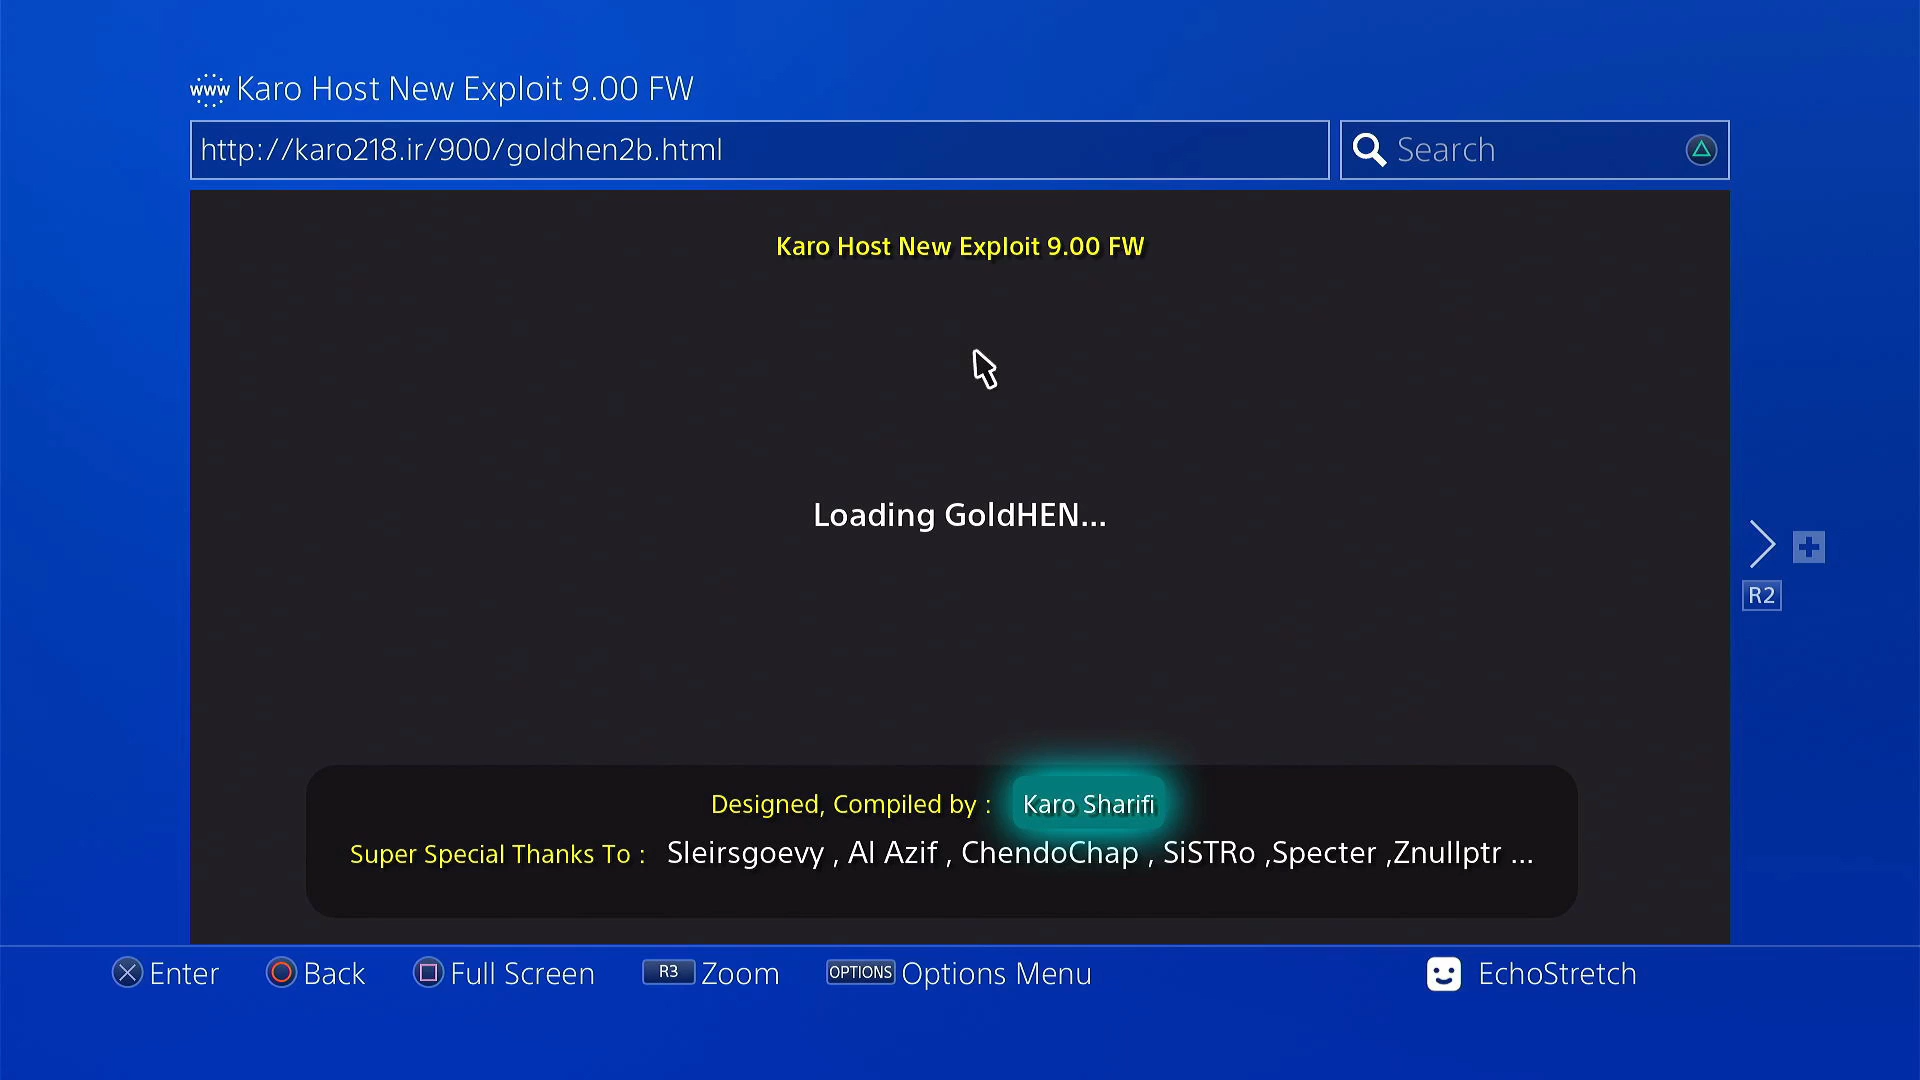 www Karo Host New Exploit 9.00 FW
http://karo218.ir/900/goldhen2b.html
Search
Karo Host New Exploit 9.00 FW
Loading GoldHEN...
R2
Designed, Compiled by : Karo Sharifi
Super Special Thanks To : Sleirsgoevy , Al Azif , ChendoChap , SiSTRo ,Specter ,Znullptr ...
Enter Back Full Screen R3 Zoom OPTIONS Options Menu EchoStretch